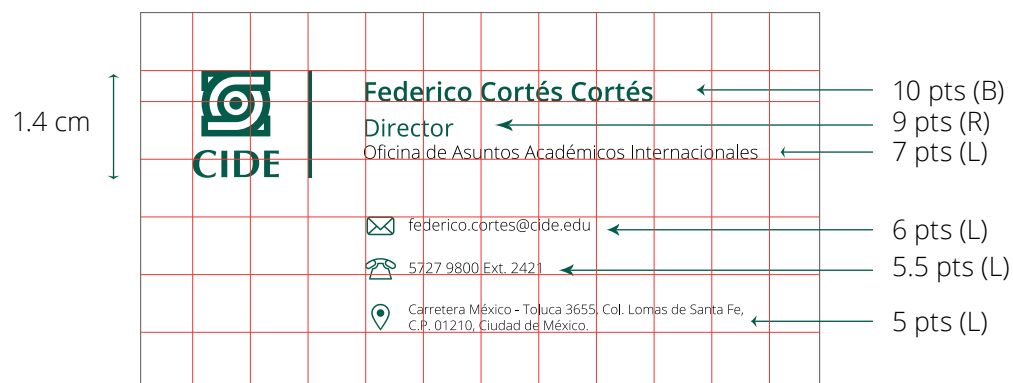 Federico Cortés Cortés
10 pts (B)
1.4 cm
Director
9 pts (R)
CIDE
Oficina de Asuntos Académicos Internacionales
7 pts (L)
federico.cortes@cide.edu
6 pts (L)
5727 9800 Ext. 2421
5.5 pts (L)
Carretera México - Toluca 3655. Col. Lomas de Santa Fe,
C.P. 01210, Ciudad de México.
5 pts (L)